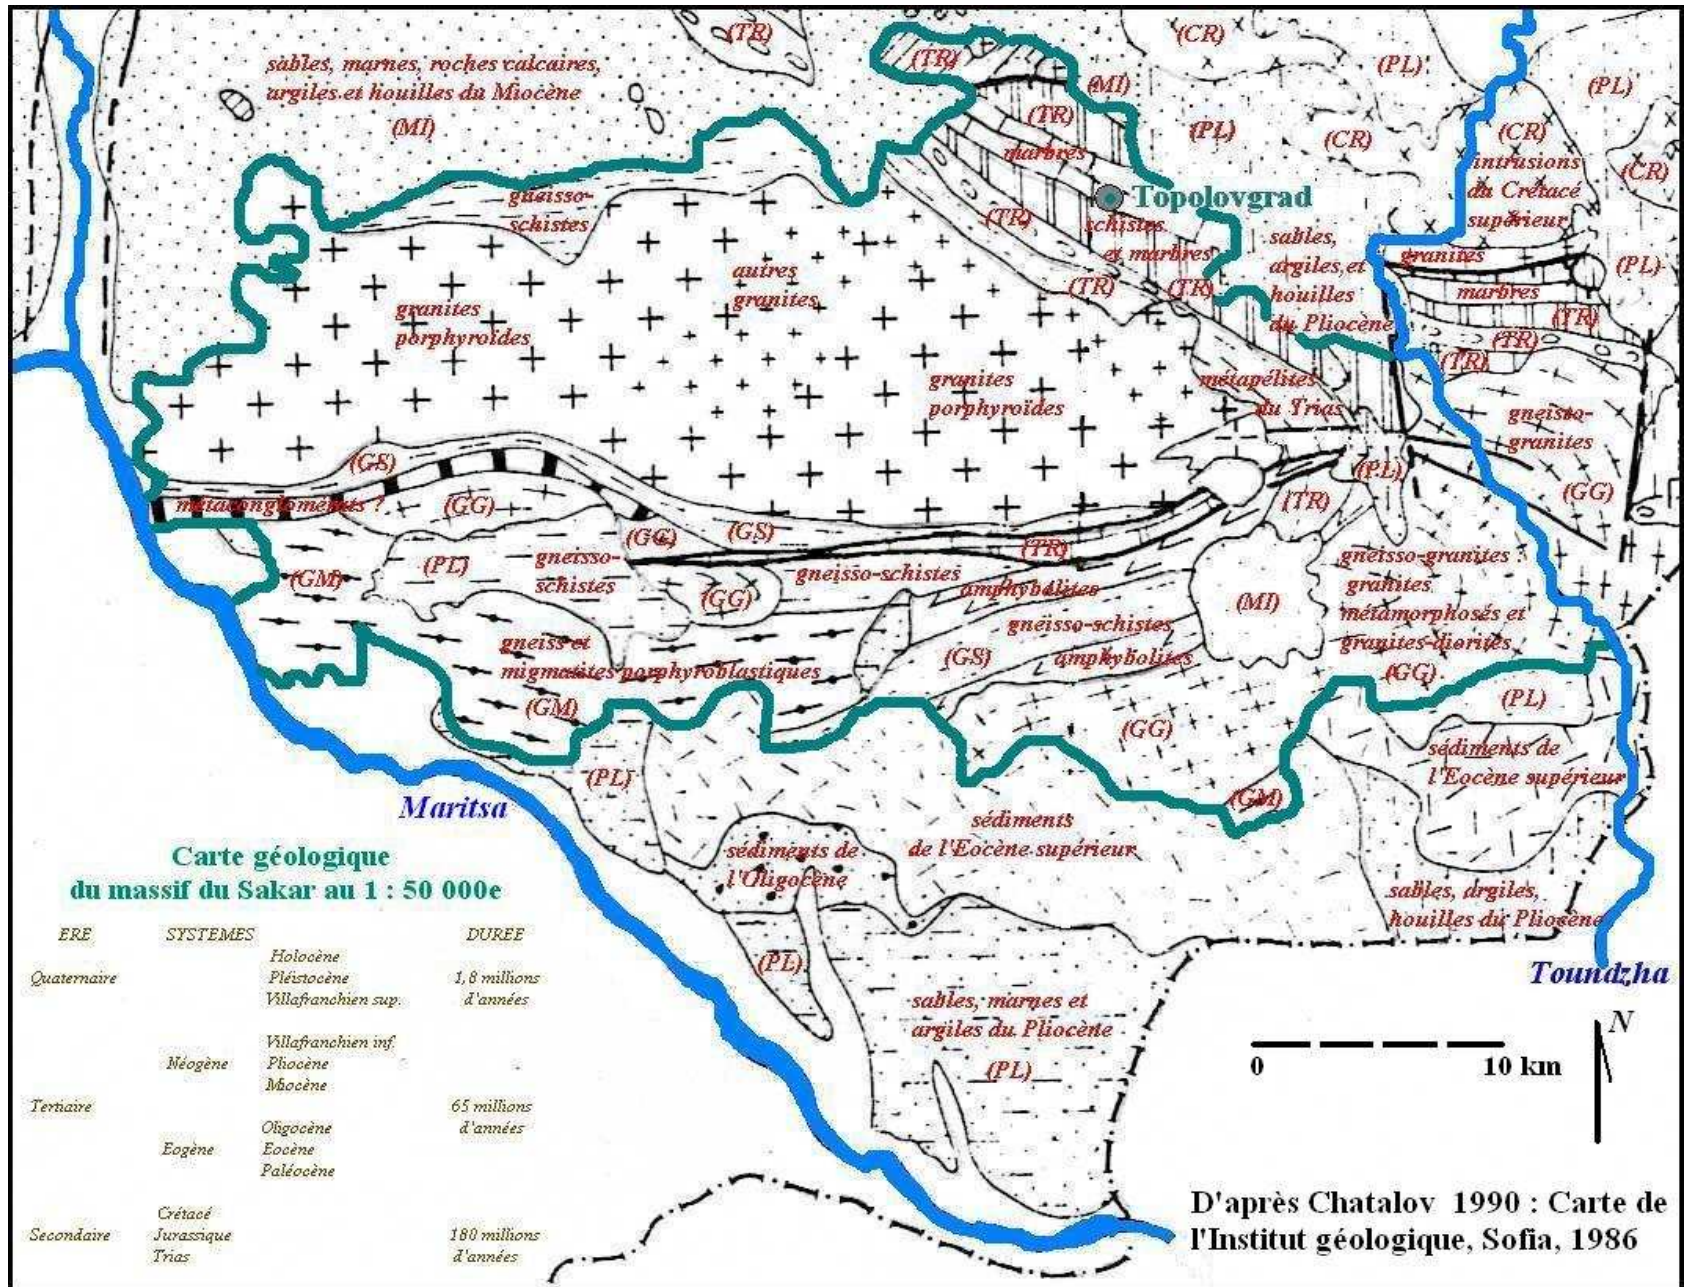 (TR)
(CR)
sables, marnes, roches calcaires,
argiles et houilles du Miocène
(MI)
(TR)
(MI)
(PL)
(PL)
(TR)
marbres
(PL)
(CR)
(CR)
intrusions
du Crétacé
supérieur
(CR)
gneisso-
schistes
Topolovgrad
(TR)
schistes
et marbres
sables,
argiles et
houilles
du Pliocène
granites
(PL)
autres
granites
(TR)
(TR)
marbres
(TR)
(TR)
(TR)
granites
porphyroïdes
granites
porphyroïdes
métapélites
du Trias
gneisso-
granites
(GS)
(PL)
(GG)
métaconglomérats ?
(GG)
(TR)
(GG)
(GS)
(TR)
(GM)
(PL)
gneisso-
schistes
gneisso-schistes
(GG)
amphybolites
(MI)
gneisso-granites :
granites
métamorphosés et
granites-diorites
(GG)
gneisso-schistes
(GS)
amphybolites
gneiss et
migmatites porphyroblastiques
(GM)
(GG)
(PL)
(PL)
sédiments de
l'Eocène supérieur
(GM)
Maritsa
sédiments
de l'Eocène supérieur
sédiments de
l'Oligocène
sables, argiles,
houilles du Pliocène
(PL)
Toundzha
sables, marnes et
argiles du Pliocène
(PL)
Carte géologique
du massif du Sakar au 1 : 50 000e
ERE SYSTEMES DUREE
Holocène
Quaternaire Pléistocène 1,8 millions
Villafranchien sup. d'années
Villafranchien inf.
Néogène Pliocène
Miocène
Tertiaire 65 millions
Oligocène d'années
Eogène Eocène
Paléocène
Crétacé
Secondaire Jurassique 180 millions
Trias d'années
N
0 10 km
D'après Chatalov 1990 : Carte de
l'Institut géologique, Sofia, 1986